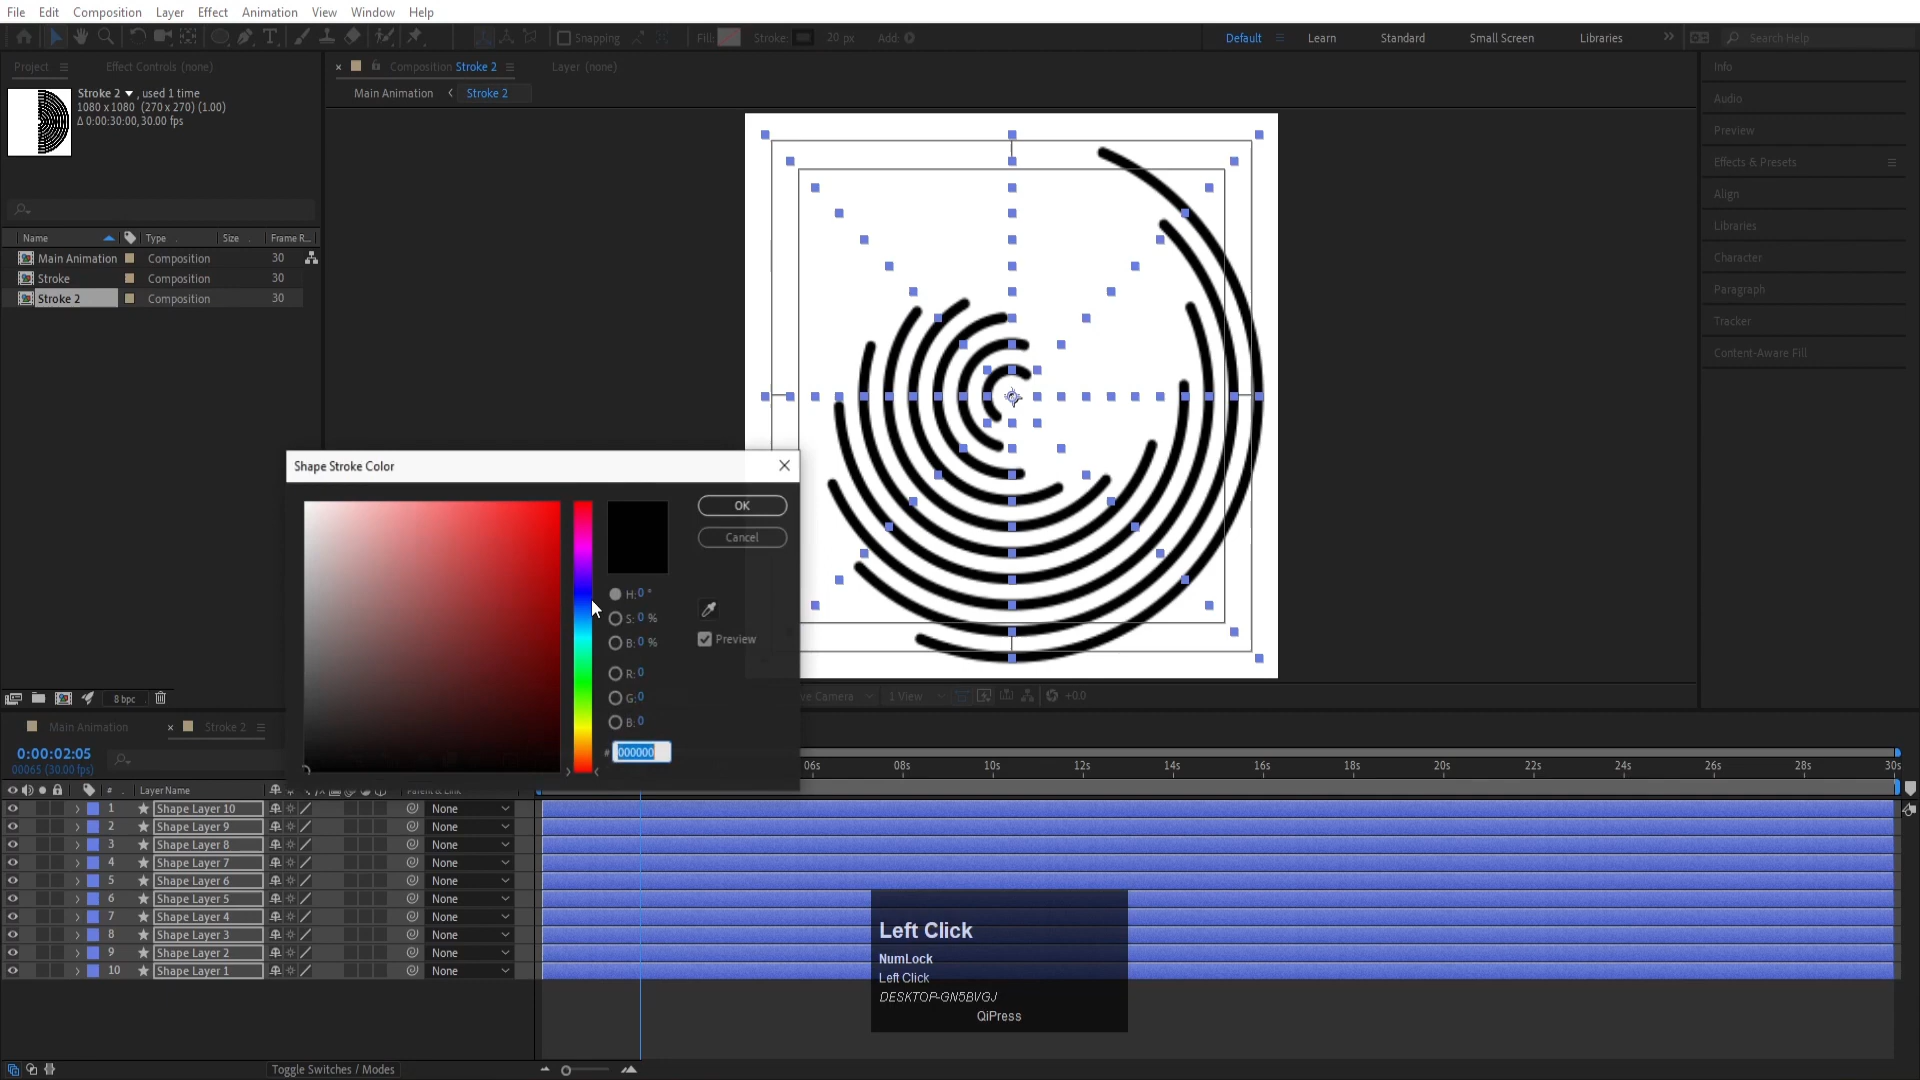 File Edit Composition Layer Effect Animation View Window Help
Snapping Fill: Stroke: 20 px Add: Default Learn Standard Small Screen Libraries Search Help
Project Effect Controls (none) Composition Stroke 2 Layer (none) Info
Stroke 2 , used 1 time
1080 x 1080 (270 x 270) (1.00)
Δ 0:00:30:00, 30.00 fps
Main Animation Stroke 2
Audio
Preview
Effects & Presets
Align
Libraries
Character
Paragraph
Tracker
Content-Aware Fill
Name Type Size Frame R...
Main Animation Composition 30
Stroke Composition 30
Stroke 2 Composition 30
Shape Stroke Color
OK
Cancel
H: 0 °
S: 0 %
B: 0 %
Preview
R: 0
G: 0
B: 0
# 000000
8 bpc
ve Camera 1 View +0.0
Main Animation Stroke 2
0:00:02:05
00065 (30.00 fps)
06s 08s 10s 12s 14s 16s 18s 20s 22s 24s 26s 28s 30s
# Layer Name Parent & Link
1 Shape Layer 10 None
2 Shape Layer 9 None
3 Shape Layer 8 None
4 Shape Layer 7 None
5 Shape Layer 6 None
6 Shape Layer 5 None
7 Shape Layer 4 None
8 Shape Layer 3 None
9 Shape Layer 2 None
10 Shape Layer 1 None
Left Click
NumLock
Left Click
DESKTOP-GN5BVGJ
QiPress
Toggle Switches / Modes